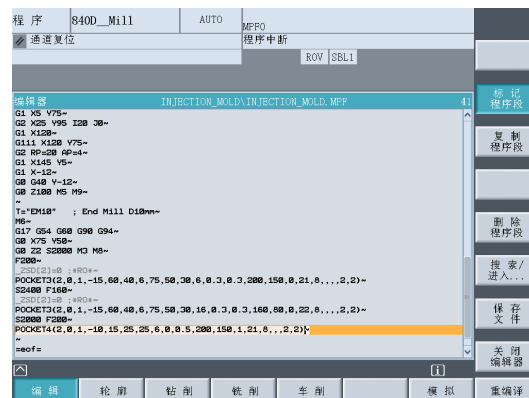 程 序 840D__Mill AUTO MPF0
通道复位 程序中断
ROV SBL1
编辑器 INJECTION_MOLD\INJECTION_MOLD.MPF 41
G1 X5 Y75~
G2 X25 Y95 I20 J0~
G1 X120~
G111 X120 Y75~
G2 RP=20 AP=4~
G1 X145 Y5~
G1 X-12~
G0 G40 Y-12~
G0 Z100 M5 M9~
~
T="EM10" ; End Mill D10mm~
M6~
G17 G54 G60 G90 G94~
G0 X75 Y50~
G0 Z2 S2000 M3 M8~
F200~
_ZSD[2]=0 ;*RO*~
POCKET3(2,0,1,-15,60,40,6,75,50,30,6,0.3,0.3,200,150,0,21,8,,,2,2)~
S2400 F160~
_ZSD[2]=0 ;*RO*~
POCKET3(2,0,1,-15,60,40,6,75,50,30,16,0.3,0.3,160,80,0,22,8,,,2,2)~
S2000 F200~
POCKET4(2,0,1,-10,15,25,25,6,0,0.5,200,150,1,21,8,,,2,2)~
~
=eof=
标 记
程序段
复 制
程序段
删 除
程序段
搜 索/
进入...
保 存
文 件
关 闭
编辑器
编 辑 轮 廓 钻 削 铣 削 车 削 模 拟 重编译